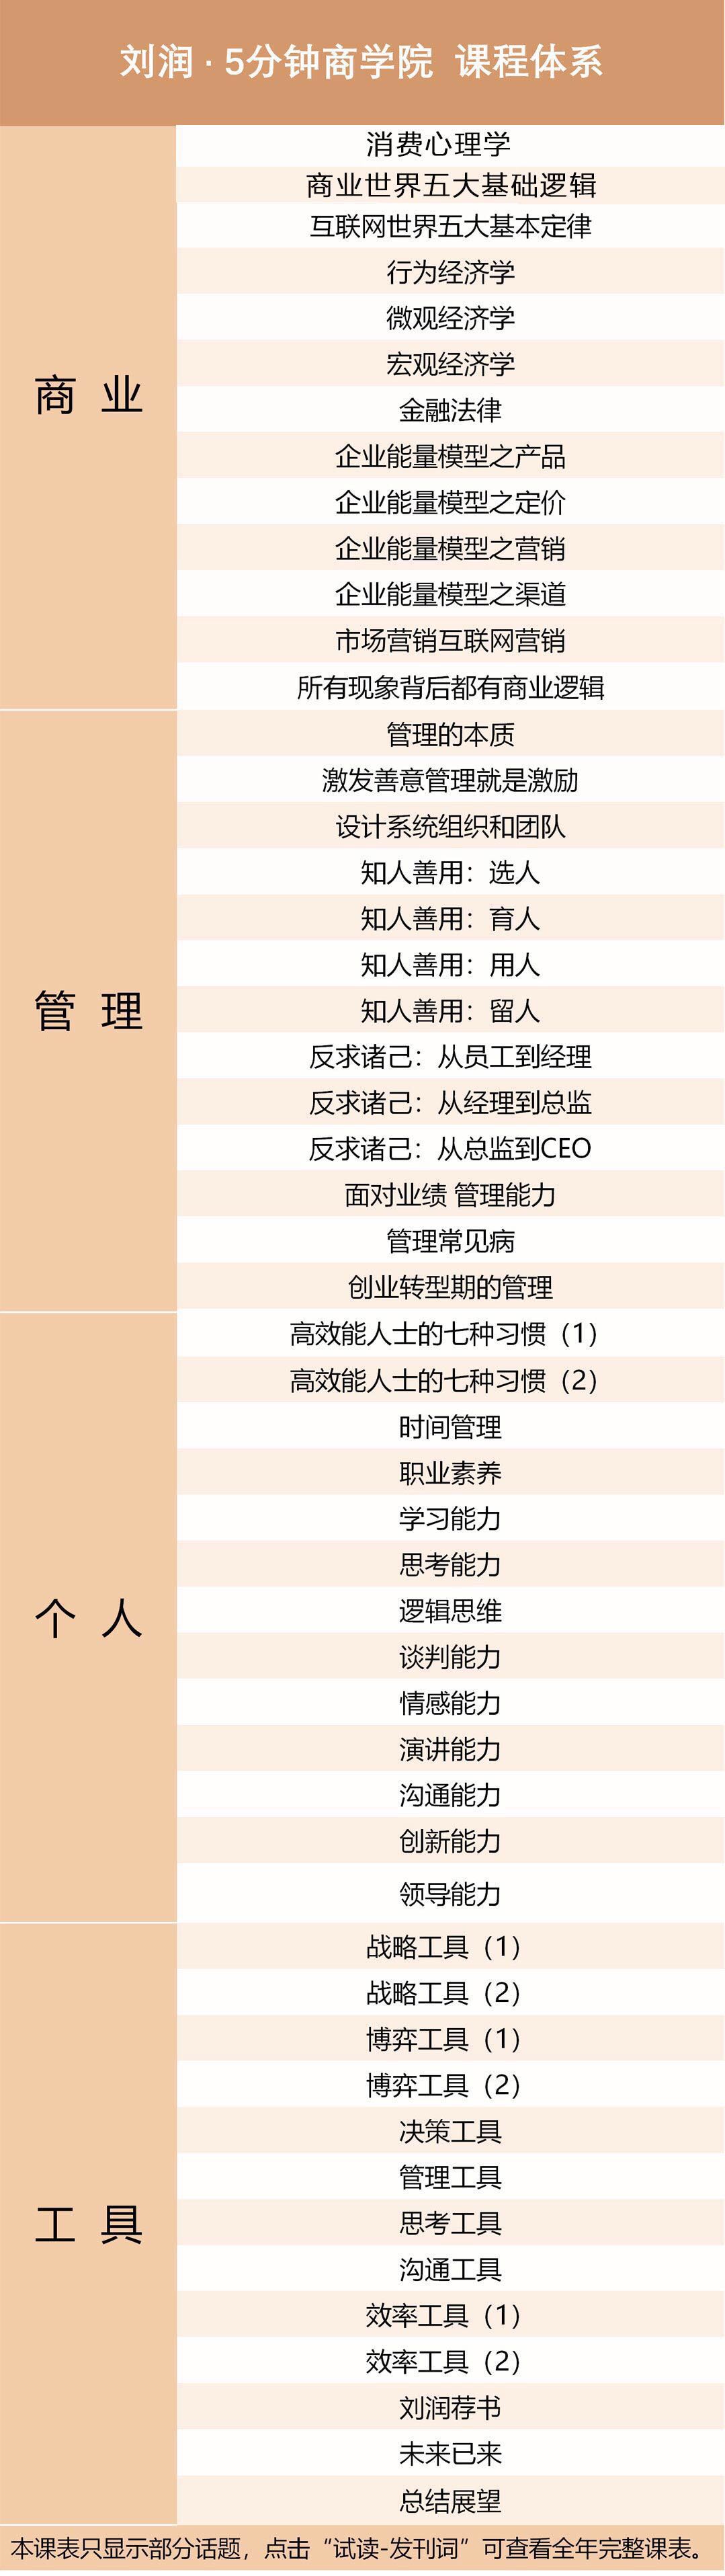 刘润·5分钟商学院 课程体系
商业
消费心理学
商业世界五大基础逻辑
互联网世界五大基本定律
行为经济学
微观经济学
宏观经济学
金融法律
企业能量模型之产品
企业能量模型之定价
企业能量模型之营销
企业能量模型之渠道
市场营销互联网营销
所有现象背后都有商业逻辑
管理
管理的本质
激发善意管理就是激励
设计系统组织和团队
知人善用：选人
知人善用：育人
知人善用：用人
知人善用：留人
反求诸己：从员工到经理
反求诸己：从经理到总监
反求诸己：从总监到CEO
面对业绩 管理能力
管理常见病
创业转型期的管理
个人
高效能人士的七种习惯（1）
高效能人士的七种习惯（2）
时间管理
职业素养
学习能力
思考能力
逻辑思维
谈判能力
情感能力
演讲能力
沟通能力
创新能力
领导能力
工具
战略工具（1）
战略工具（2）
博弈工具（1）
博弈工具（2）
决策工具
管理工具
思考工具
沟通工具
效率工具（1）
效率工具（2）
刘润荐书
未来已来
总结展望
本课表只显示部分话题，点击“试读-发刊词”可查看全年完整课表。